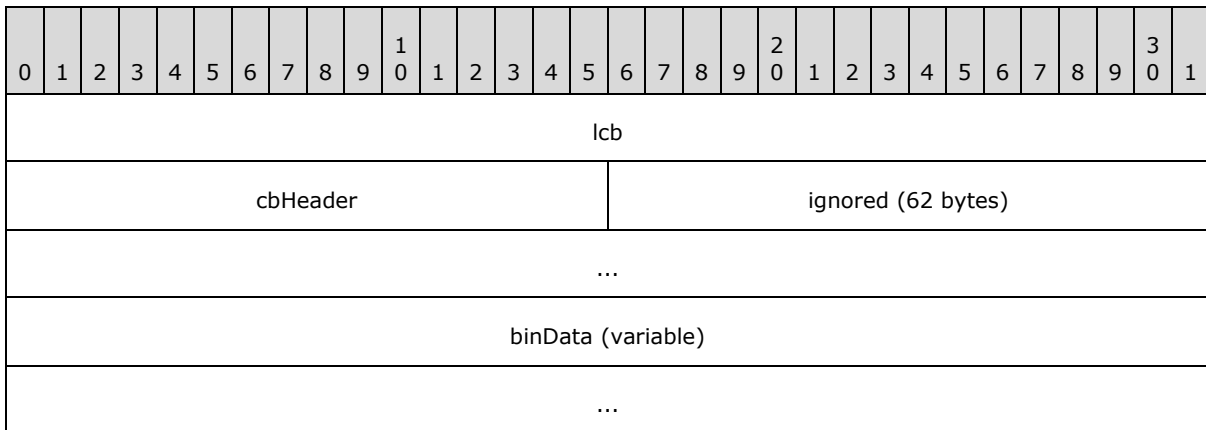 0 1 2 3 4 5 6 7 8 9 1 0 1 2 3 4 5 6 7 8 9 2 0 1 2 3 4 5 6 7 8 9 3 0 1
lcb
cbHeader ignored (62 bytes)
...
binData (variable)
...